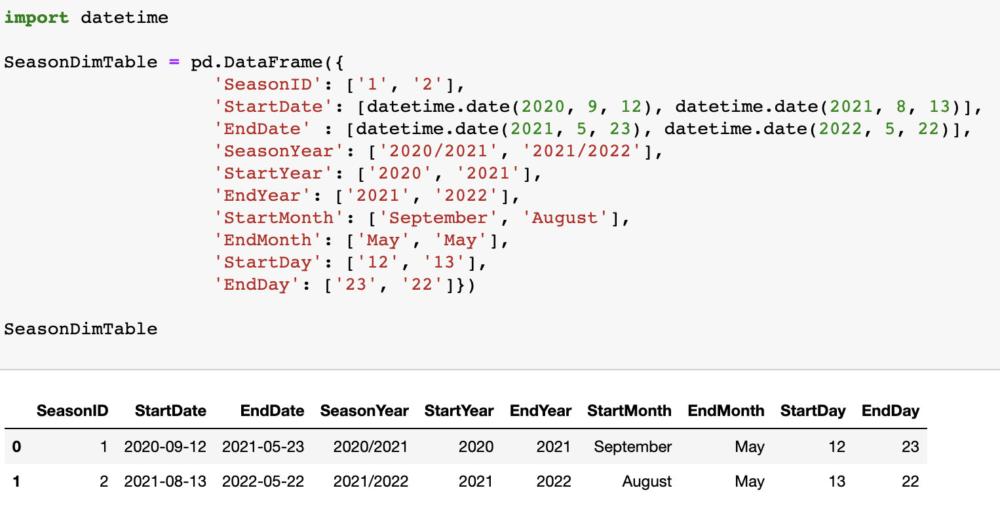 import datetime
SeasonDimTable = pd.DataFrame({
'SeasonID': ['1', '2'],
'StartDate': [datetime.date(2020, 9, 12), datetime.date(2021, 8, 13)],
'EndDate' : [datetime.date(2021, 5, 23), datetime.date(2022, 5, 22)],
'SeasonYear': ['2020/2021', '2021/2022'],
'StartYear': ['2020', '2021'],
'EndYear': ['2021', '2022'],
'StartMonth': ['September', 'August'],
'EndMonth': ['May', 'May'],
'StartDay': ['12', '13'],
'EndDay': ['23', '22']})
SeasonDimTable
SeasonID StartDate EndDate SeasonYear StartYear EndYear StartMonth EndMonth StartDay EndDay
0 1 2020-09-12 2021-05-23 2020/2021 2020 2021 September May 12 23
1 2 2021-08-13 2022-05-22 2021/2022 2021 2022 August May 13 22